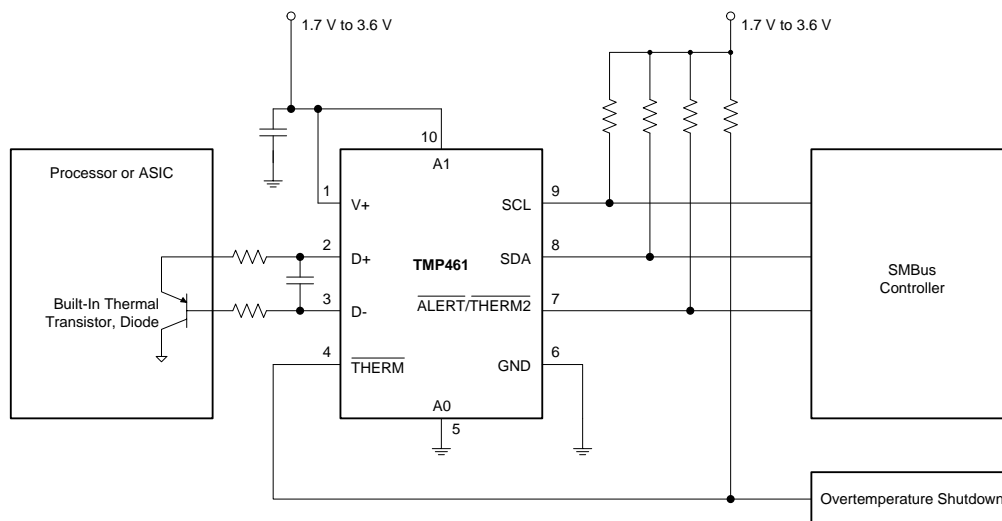 1.7 V to 3.6 V
1.7 V to 3.6 V
10
A1
Processor or ASIC
1
V+
SCL
9
2
D+
TMP461
SDA
8
SMBus
Controller
Built-In Thermal
Transistor, Diode
3
D-
ALERT/THERM2
7
4
THERM
GND
6
A0
5
Overtemperature Shutdown